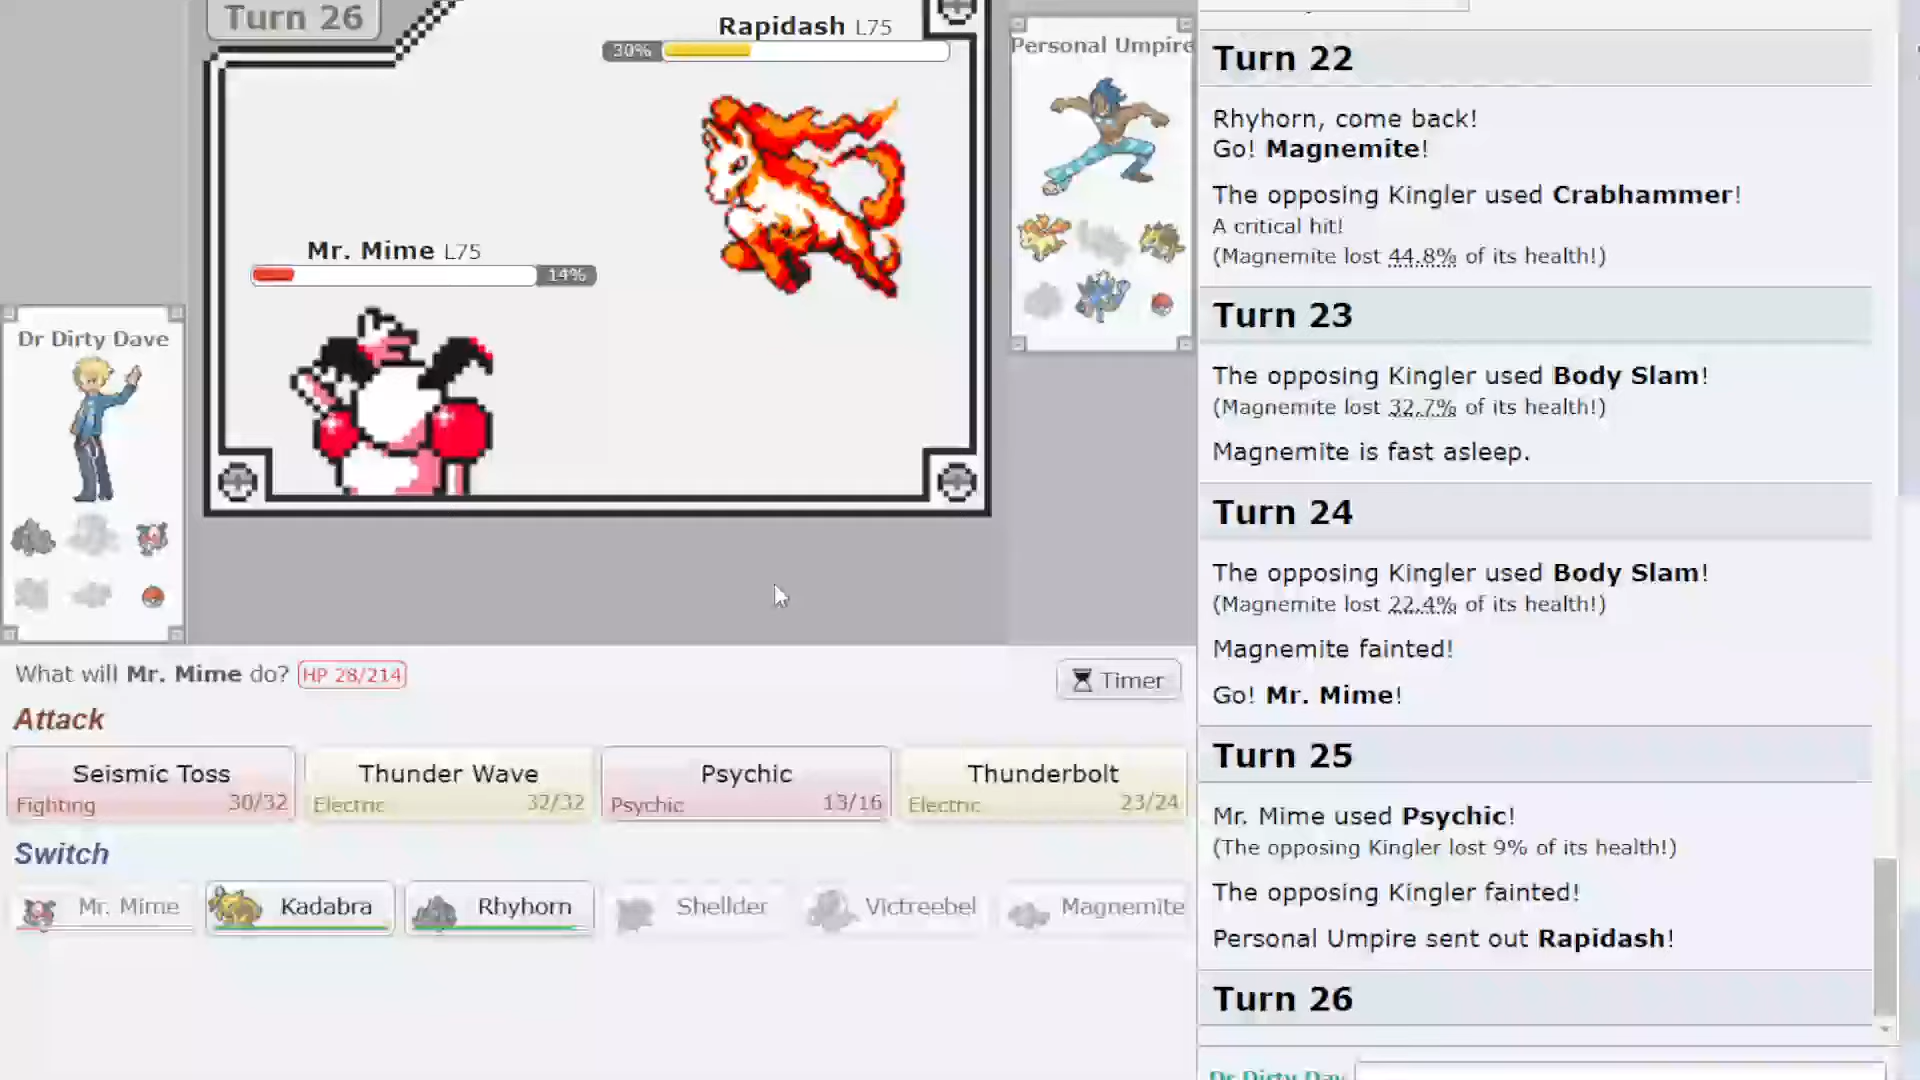 Turn 26
Rapidash L75
30%
Mr. Mime L75
14%
Dr Dirty Dave
Personal Umpire
What will Mr. Mime do? HP 28/214
Timer
Attack
Seismic Toss
Fighting 30/32
Thunder Wave
Electric 32/32
Psychic
Psychic 13/16
Thunderbolt
Electric 23/24
Switch
Mr. Mime
Kadabra
Rhyhorn
Shellder
Victreebel
Magnemite
Turn 22
Rhyhorn, come back!
Go! Magnemite!
The opposing Kingler used Crabhammer!
A critical hit!
(Magnemite lost 44.8% of its health!)
Turn 23
The opposing Kingler used Body Slam!
(Magnemite lost 32.7% of its health!)
Magnemite is fast asleep.
Turn 24
The opposing Kingler used Body Slam!
(Magnemite lost 22.4% of its health!)
Magnemite fainted!
Go! Mr. Mime!
Turn 25
Mr. Mime used Psychic!
(The opposing Kingler lost 9% of its health!)
The opposing Kingler fainted!
Personal Umpire sent out Rapidash!
Turn 26
Dr Dirty Dav